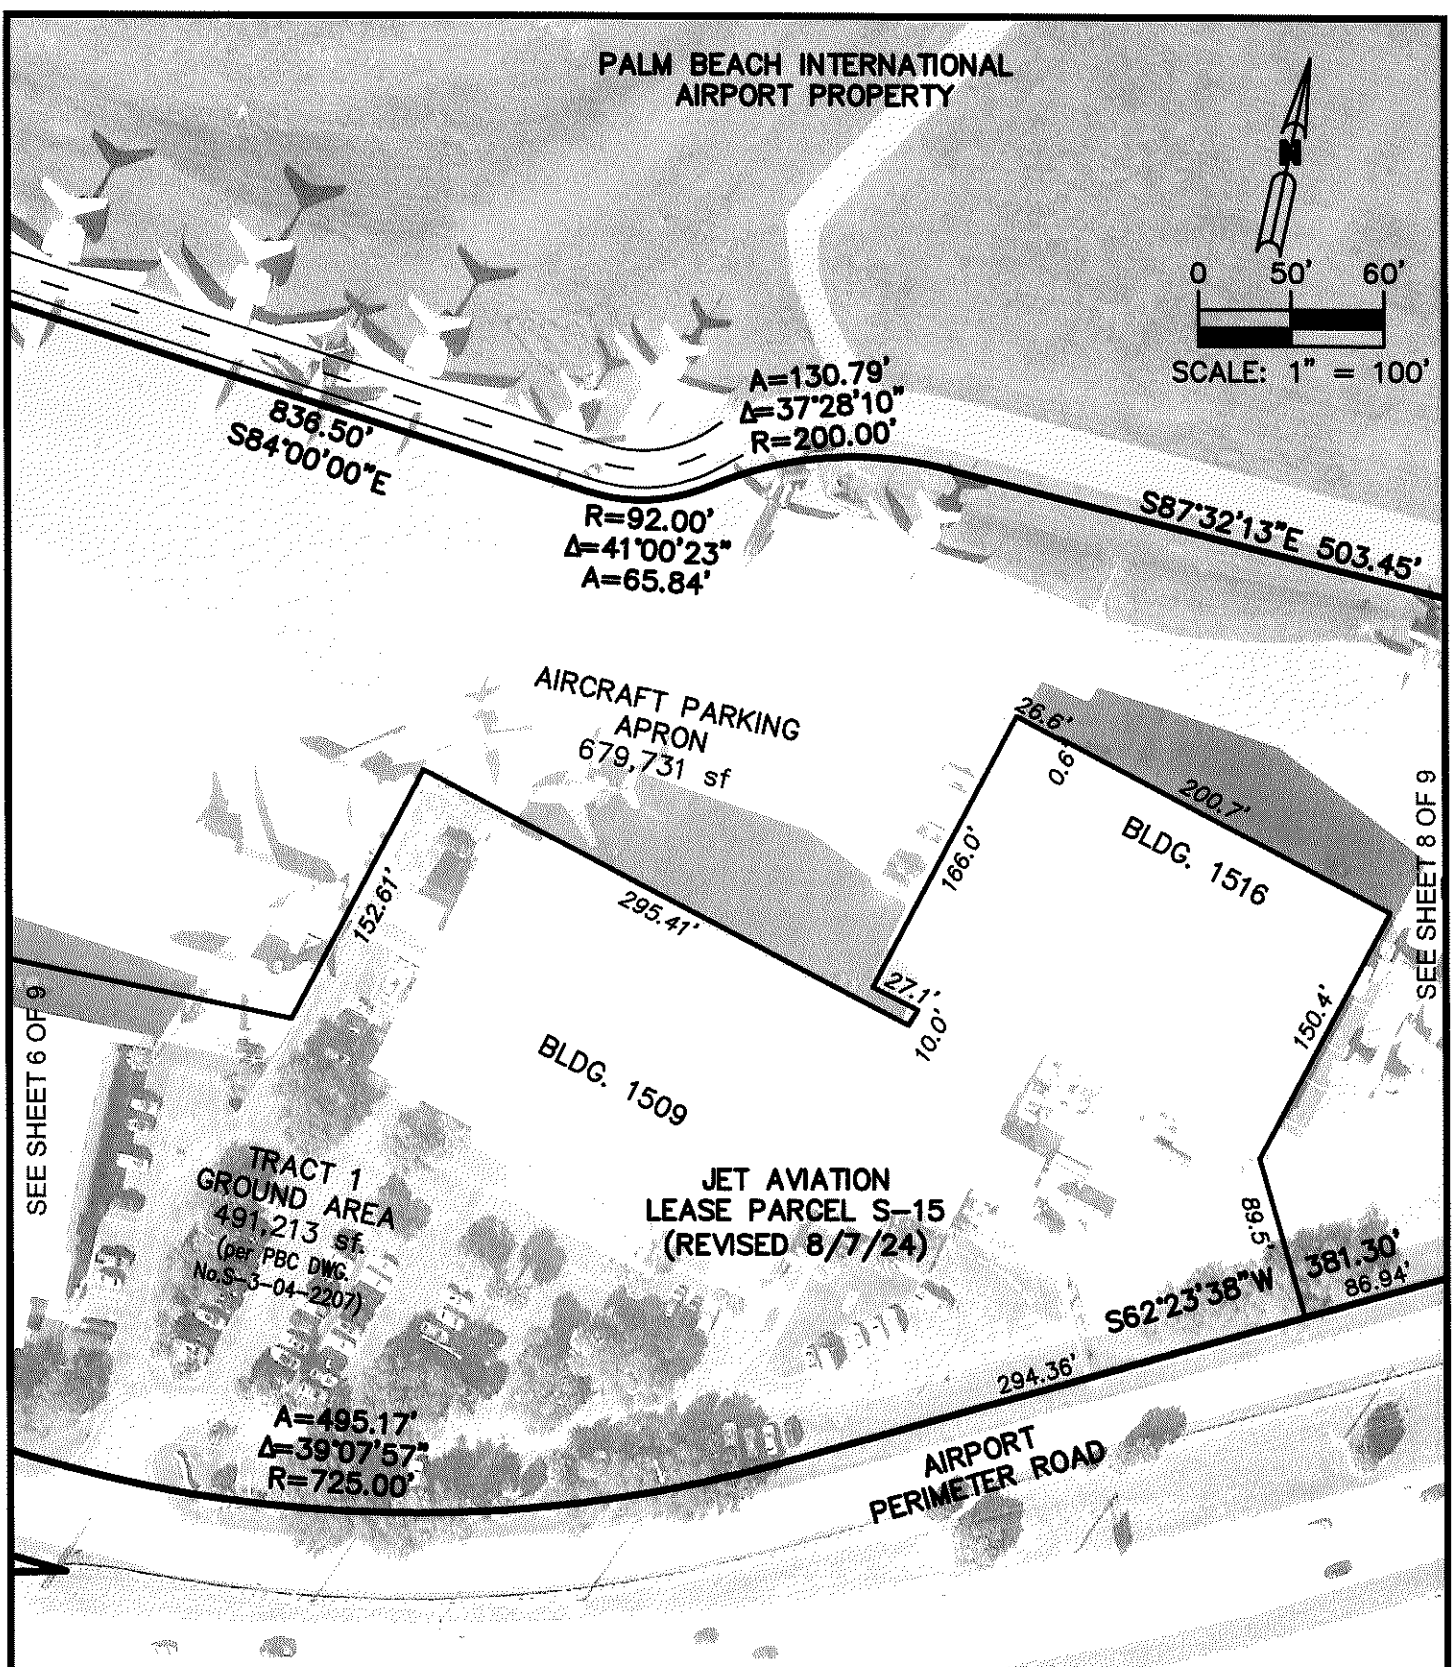 PALM BEACH INTERNATIONAL
AIRPORT PROPERTY
N
0 50' 60'
SCALE: 1" = 100'
A=130.79'
Δ=37°28'10"
R=200.00'
836.50'
S84°00'00"E
R=92.00'
Δ=41°00'23"
A=65.84'
S87°32'13"E 503.45'
AIRCRAFT PARKING
APRON
679,731 sf
26.6'
0.6'
200.7'
BLDG. 1516
166.0'
152.61'
295.41'
27.1'
10.0'
150.4'
SEE SHEET 8 OF 9
SEE SHEET 6 OF 9
BLDG. 1509
TRACT 1
GROUND AREA
491,213 sf.
(per PBC DWG.
No.S-3-04-2207)
JET AVIATION
LEASE PARCEL S-15
(REVISED 8/7/24)
89.5'
S62°23'38"W 381.30'
86.94'
294.36'
A=495.17'
Δ=39°07'57"
R=725.00'
AIRPORT
PERIMETER ROAD